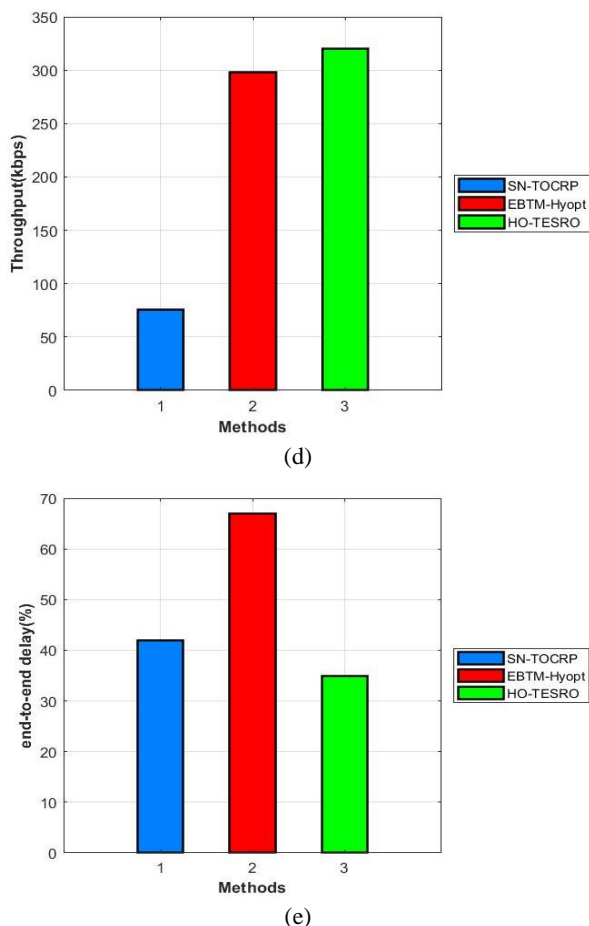 350
300
250
200
150
100
50
0
Throughput(kbps)
1 2 3
Methods
SN-TOCRP
EBTM-Hyopt
HO-TESRO
(d)
70
60
50
40
30
20
10
0
end-to-end delay(%)
1 2 3
Methods
SN-TOCRP
EBTM-Hyopt
HO-TESRO
(e)